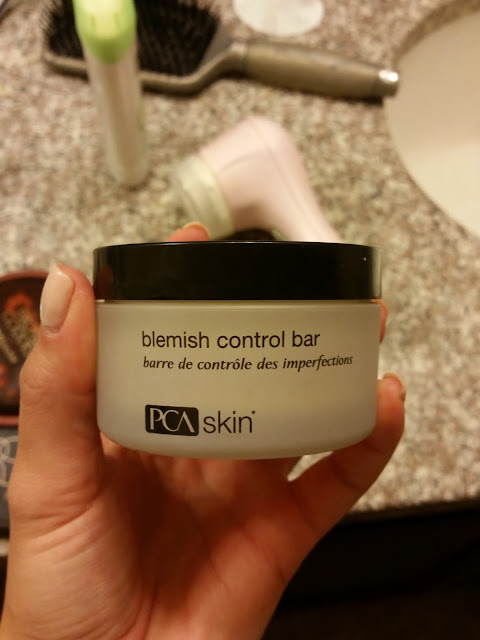 blemish control bar
barre de contrôle des imperfections
PCA skin